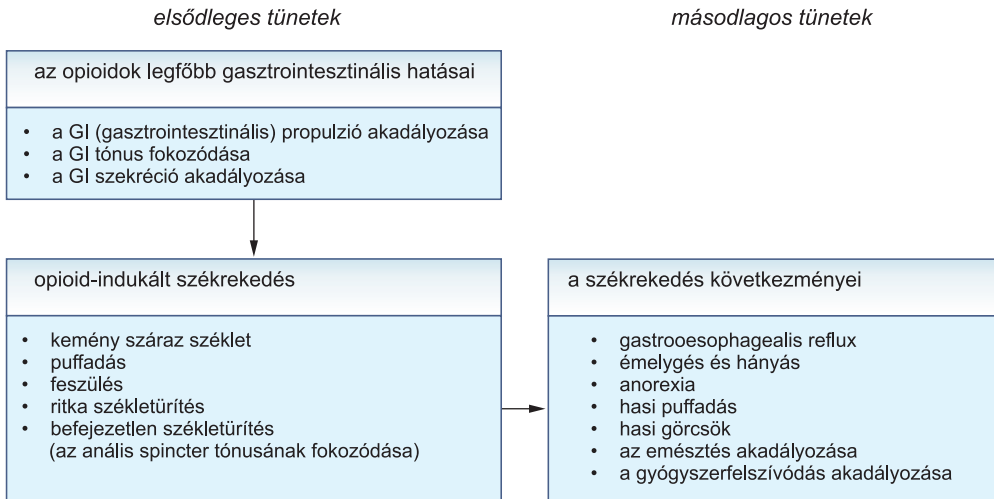 elsődleges tünetek
másodlagos tünetek
az opioidok legfőbb gasztrointesztinális hatásai
• a GI (gasztrointesztinális) propulzió akadályozása
• a GI tónus fokozódása
• a GI szekréció akadályozása
opioid-indukált székrekedés
• kemény száraz széklet
• puffadás
• feszülés
• ritka székletürítés
• befejezetlen székletürítés
(az anális spincter tónusának fokozódása)
a székrekedés következményei
• gastrooesophagealis reflux
• émelygés és hányás
• anorexia
• hasi puffadás
• hasi görcsök
• az emésztés akadályozása
• a gyógyszerfelszívódás akadályozása